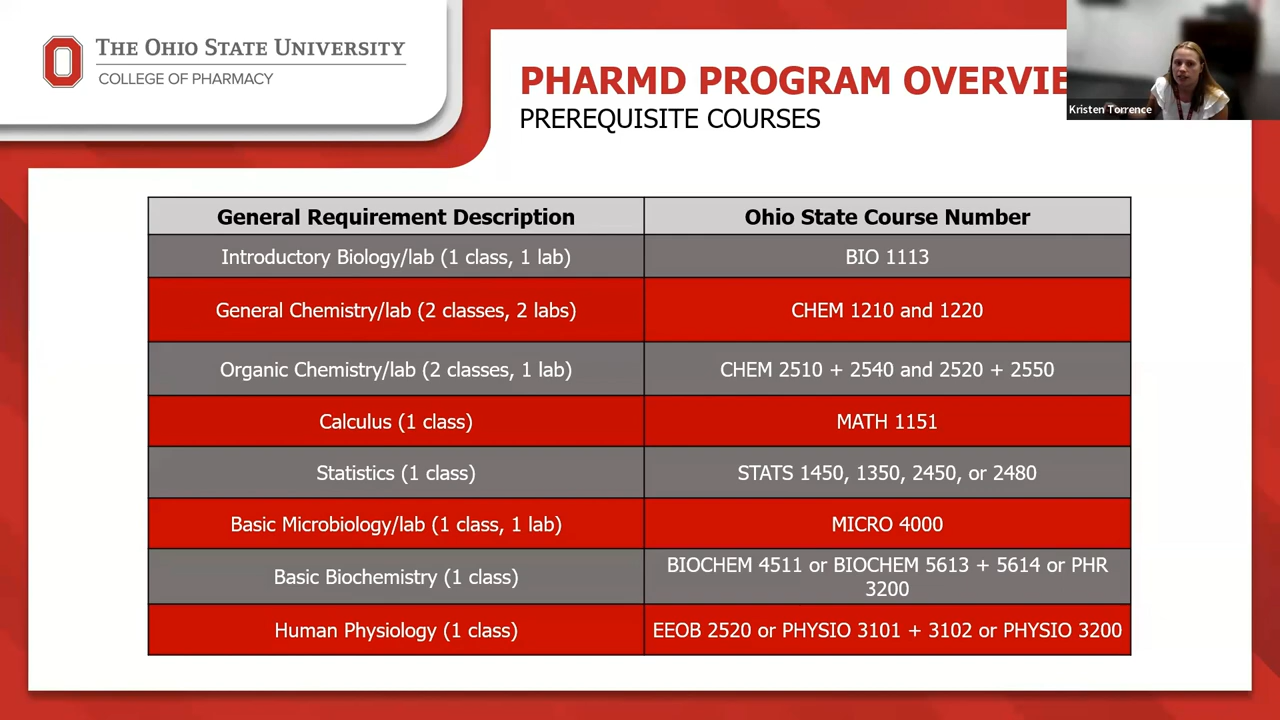 THE OHIO STATE UNIVERSITY
COLLEGE OF PHARMACY
PHARMD PROGRAM OVERVIE
PREREQUISITE COURSES
Kristen Torrence
General Requirement Description
Ohio State Course Number
Introductory Biology/lab (1 class, 1 lab)
BIO 1113
General Chemistry/lab (2 classes, 2 labs)
CHEM 1210 and 1220
Organic Chemistry/lab (2 classes, 1 lab)
CHEM 2510 + 2540 and 2520 + 2550
Calculus (1 class)
MATH 1151
Statistics (1 class)
STATS 1450, 1350, 2450, or 2480
Basic Microbiology/lab (1 class, 1 lab)
MICRO 4000
Basic Biochemistry (1 class)
BIOCHEM 4511 or BIOCHEM 5613 + 5614 or PHR
3200
Human Physiology (1 class)
EEOB 2520 or PHYSIO 3101 + 3102 or PHYSIO 3200